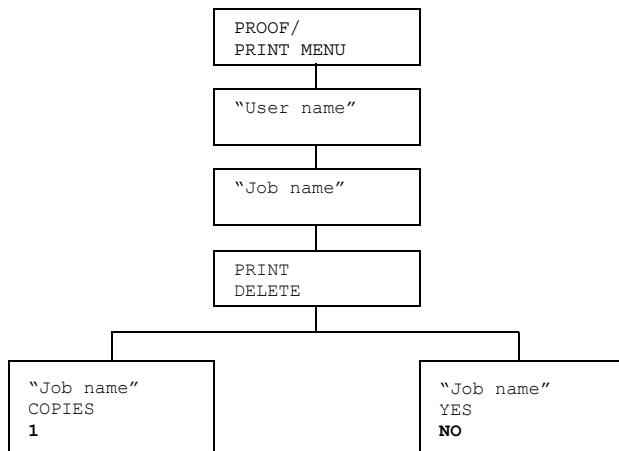 PROOF/
PRINT MENU
“User name”
“Job name”
PRINT
DELETE
“Job name”
COPIES
1
“Job name”
YES
NO